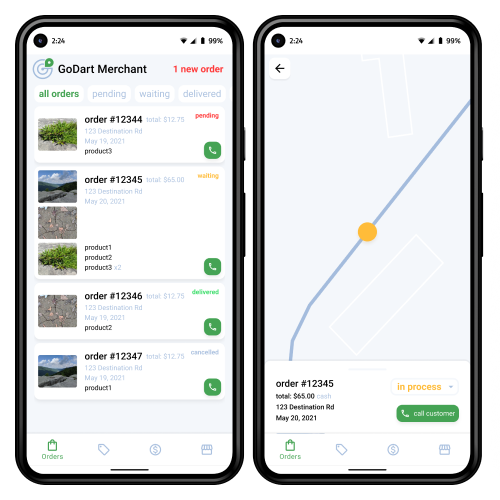 2:24
99%
GoDart Merchant
1 new order
all orders
pending
waiting
delivered
order #12344 total: $12.75
pending
123 Destination Rd
May 19, 2021
product3
order #12345 total: $65.00
waiting
123 Destination Rd
May 20, 2021
product1
product2
product3 x2
order #12346 total: $12.75
delivered
123 Destination Rd
May 19, 2021
product2
order #12347 total: $12.75
cancelled
123 Destination Rd
May 19, 2021
product1
Orders
2:24
99%
order #12345
in process
total: $65.00 cash
123 Destination Rd
May 20, 2021
call customer
Orders